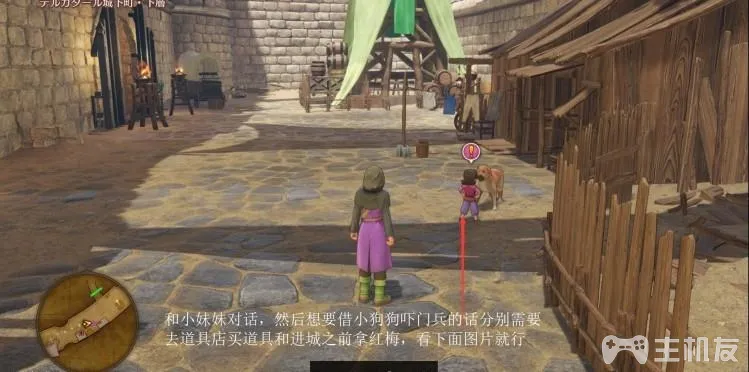 デルカダール城下町・下層
和小妹妹对话，然后想要借小狗狗吓门兵的话分别需要
去道具店买道具和进城之前拿红梅，看下面图片就行
主机友